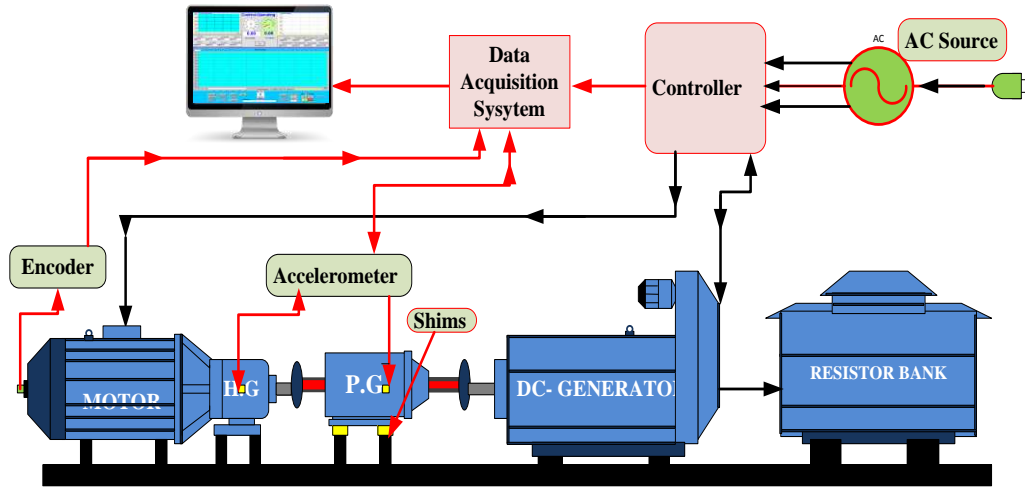 AC
AC Source
Data
Acquisition
Sysytem
Controller
Encoder
Accelerometer
Shims
MOTOR
H.G
P.G
DC- GENERATOR
RESISTOR BANK